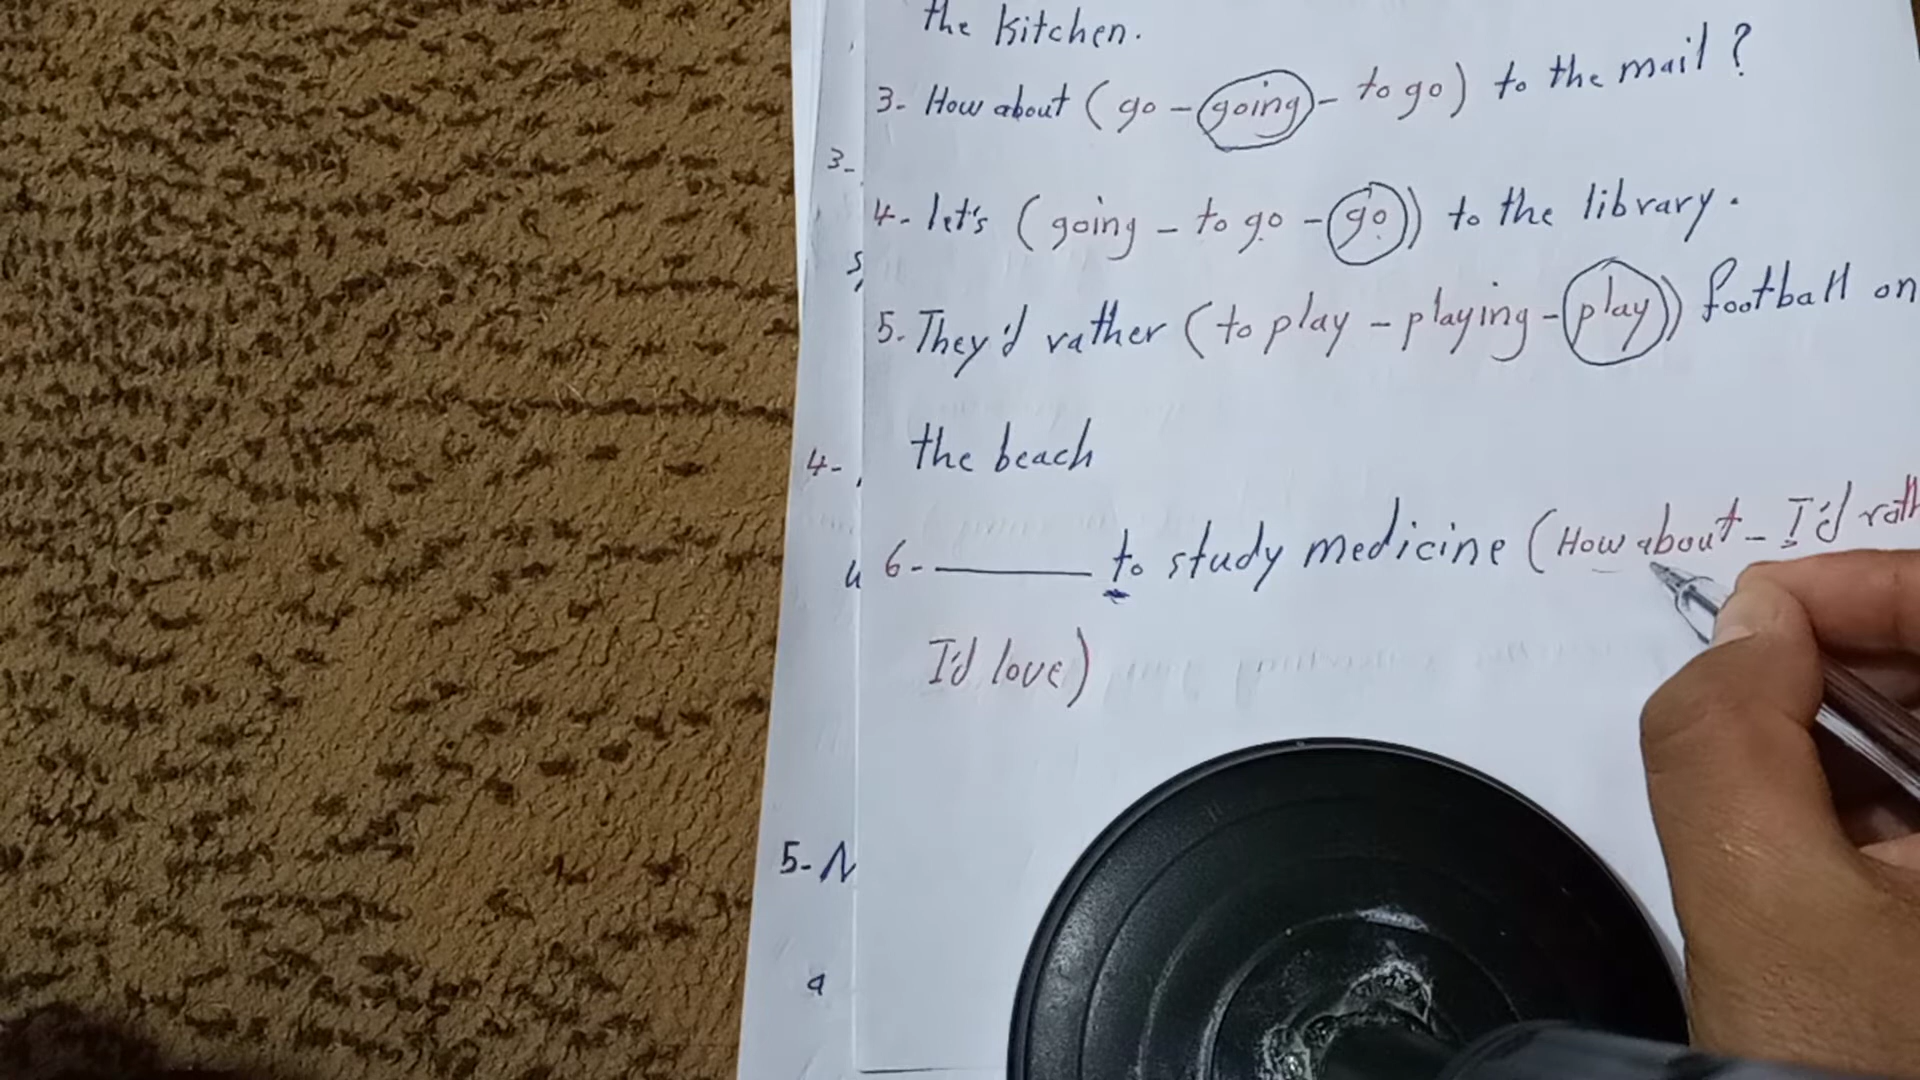 the kitchen.
3- How about (go - going - to go) to the mail?
3-
4- let's (going - to go - go) to the library.
5. They'd rather (to play - playing - play) football on
the beach
4-
6- ______ to study medicine (How about - I'd
I'd love)
5- N
a